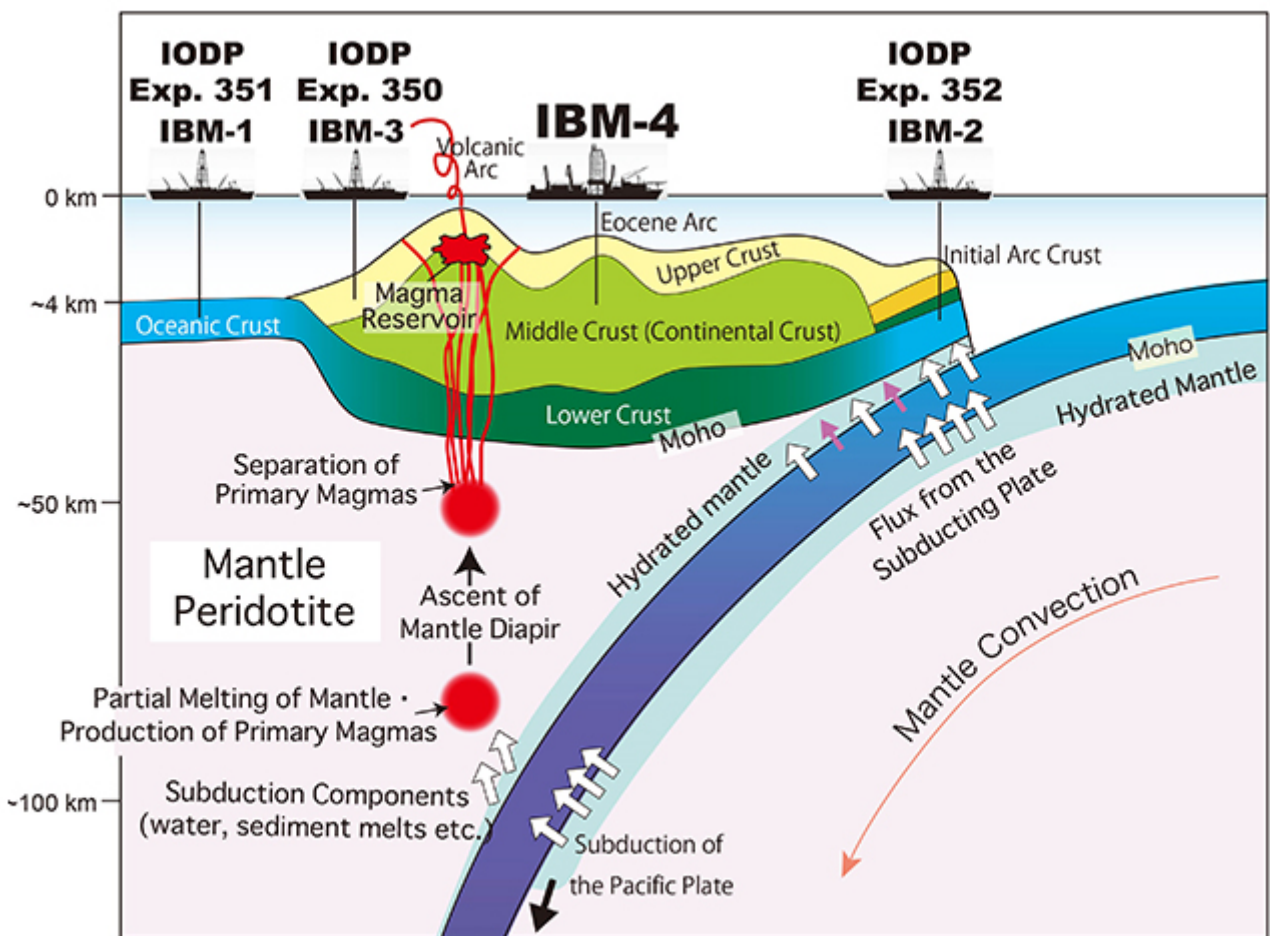 IODP
Exp. 351
IBM-1
IODP
Exp. 350
IBM-3
Volcanic
Arc
IBM-4
IODP
Exp. 352
IBM-2
0 km
Eocene Arc
Upper Crust
Initial Arc Crust
~4 km
Oceanic Crust
Magma
Reservoir
Middle Crust (Continental Crust)
Lower Crust
Moho
Moho
Hydrated Mantle
Separation of
Primary Magmas
~50 km
Hydrated mantle
Flux from the
Subducting Plate
Mantle
Peridotite
Ascent of
Mantle Diapir
Mantle Convection
Partial Melting of Mantle・
Production of Primary Magmas
~100 km
Subduction Components
(water, sediment melts etc.)
Subduction of
the Pacific Plate